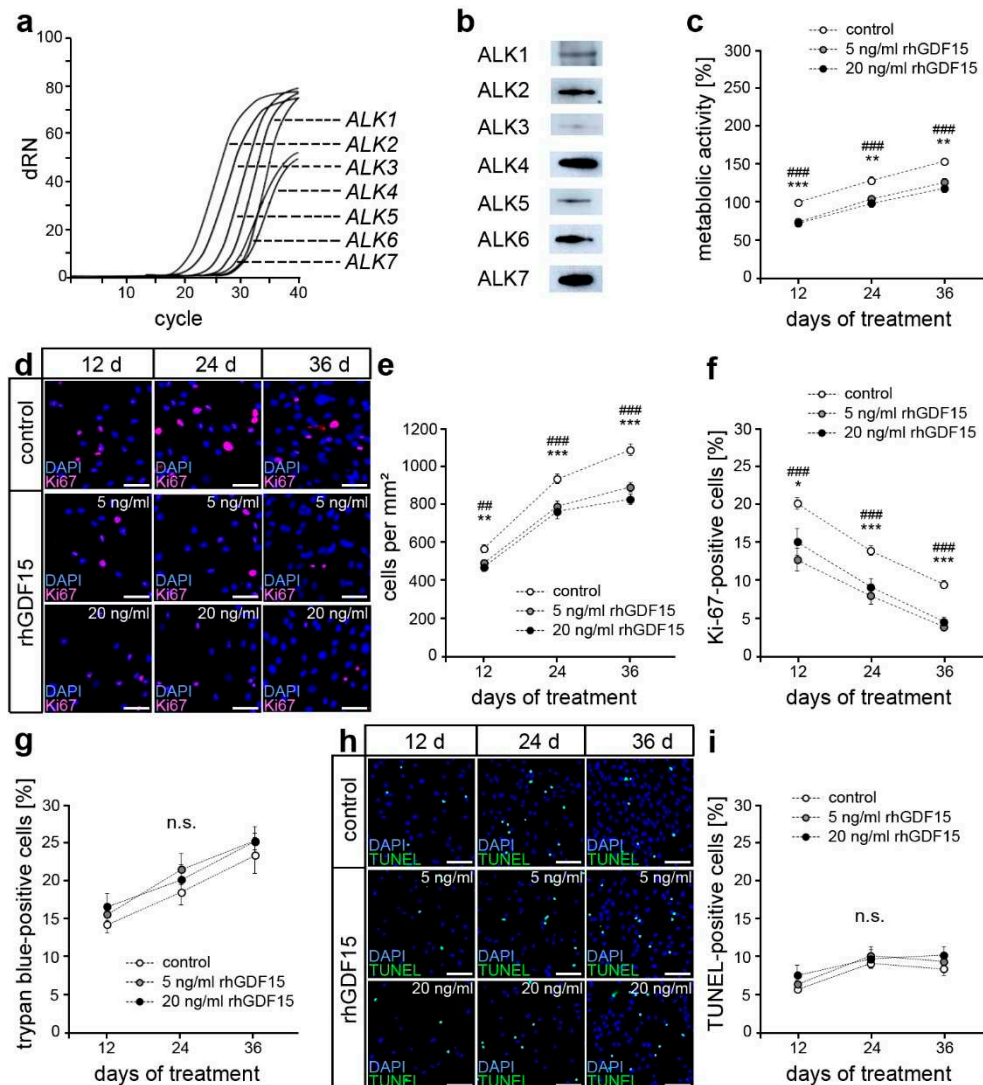 a
100
80
60
40
20
0
dRN
10
20
30
40
cycle
ALK1
ALK2
ALK3
ALK4
ALK5
ALK6
ALK7
b
ALK1
ALK2
ALK3
ALK4
ALK5
ALK6
ALK7
c
control
5 ng/ml rhGDF15
20 ng/ml rhGDF15
metablolic activity [%]
300
250
200
150
100
50
0
###
***
###
**
###
**
12
24
36
days of treatment
d
12 d
24 d
36 d
control
DAPI
Ki67
DAPI
Ki67
DAPI
Ki67
rhGDF15
5 ng/ml
5 ng/ml
5 ng/ml
DAPI
Ki67
DAPI
Ki67
DAPI
Ki67
20 ng/ml
20 ng/ml
20 ng/ml
DAPI
Ki67
DAPI
Ki67
DAPI
Ki67
e
cells per mm²
1200
1000
800
600
400
200
0
##
**
###
***
###
***
control
5 ng/ml rhGDF15
20 ng/ml rhGDF15
12
24
36
days of treatment
f
control
5 ng/ml rhGDF15
20 ng/ml rhGDF15
Ki-67-positive cells [%]
30
25
20
15
10
5
0
###
*
###
***
###
***
12
24
36
days of treatment
g
trypan blue-positive cells [%]
30
25
20
15
10
5
0
n.s.
control
5 ng/ml rhGDF15
20 ng/ml rhGDF15
12
24
36
days of treatment
h
12 d
24 d
36 d
control
DAPI
TUNEL
DAPI
TUNEL
DAPI
TUNEL
rhGDF15
5 ng/ml
5 ng/ml
5 ng/ml
DAPI
TUNEL
DAPI
TUNEL
DAPI
TUNEL
20 ng/ml
20 ng/ml
20 ng/ml
DAPI
TUNEL
DAPI
TUNEL
DAPI
TUNEL
i
control
5 ng/ml rhGDF15
20 ng/ml rhGDF15
TUNEL-positive cells [%]
30
25
20
15
10
5
0
n.s.
12
24
36
days of treatment